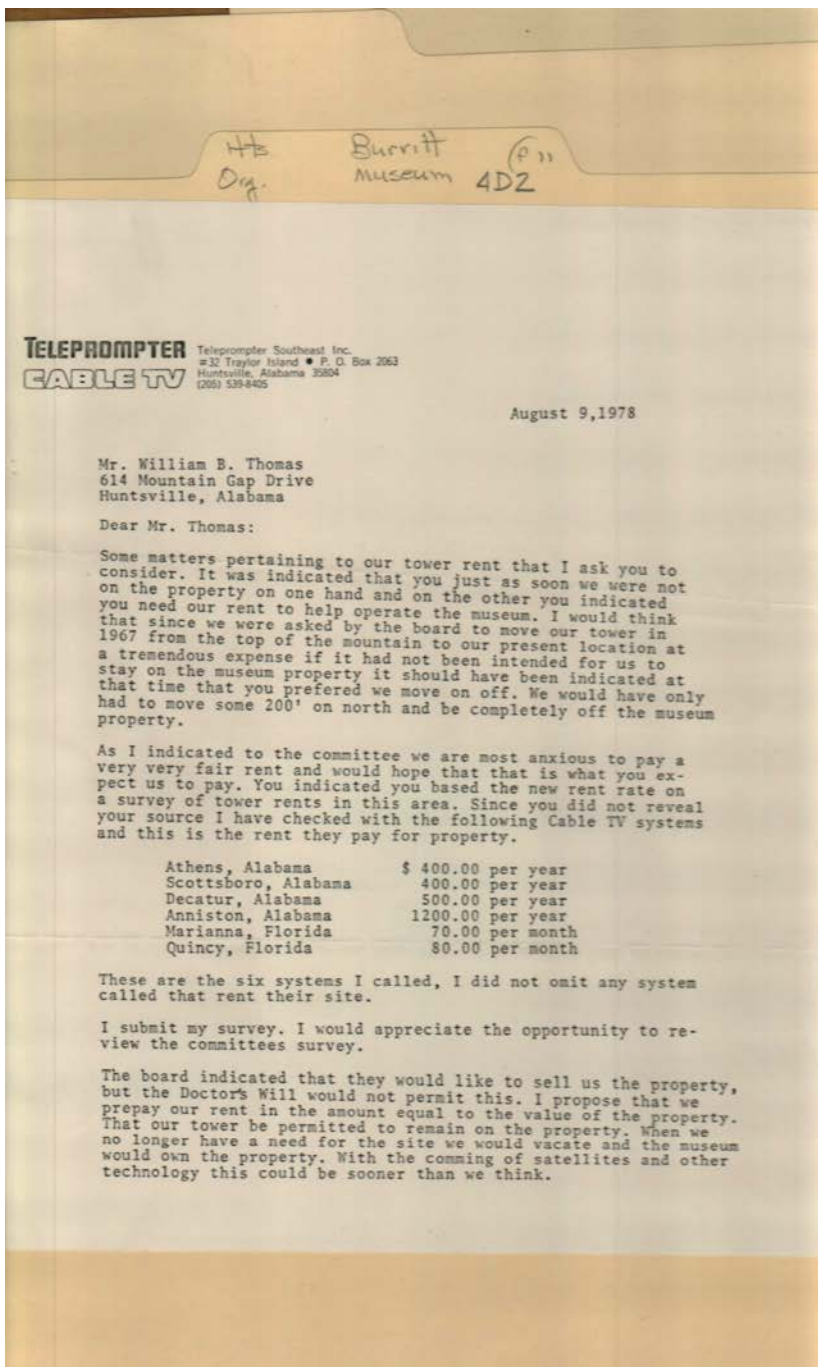 Hts Burritt
Org. Museum 4D2
TELEPROMPTER
CABLE TV
Teleprompter Southeast Inc.
#32 Traylor Island ● P. O. Box 2063
Huntsville, Alabama 35804
(205) 539-8405
August 9,1978
Mr. William B. Thomas
614 Mountain Gap Drive
Huntsville, Alabama
Dear Mr. Thomas:
Some matters pertaining to our tower rent that I ask you to
consider. It was indicated that you just as soon we were not
on the property on one hand and on the other you indicated
you need our rent to help operate the museum. I would think
that since we were asked by the board to move our tower in
1967 from the top of the mountain to our present location at
a tremendous expense if it had not been intended for us to
stay on the museum property it should have been indicated at
that time that you prefered we move on off. We would have only
had to move some 200' on north and be completely off the museum
property.
As I indicated to the committee we are most anxious to pay a
very very fair rent and would hope that that is what you ex-
pect us to pay. You indicated you based the new rent rate on
a survey of tower rents in this area. Since you did not reveal
your source I have checked with the following Cable TV systems
and this is the rent they pay for property.
Athens, Alabama $ 400.00 per year
Scottsboro, Alabama 400.00 per year
Decatur, Alabama 500.00 per year
Anniston, Alabama 1200.00 per year
Marianna, Florida 70.00 per month
Quincy, Florida 80.00 per month
These are the six systems I called, I did not omit any system
called that rent their site.
I submit my survey. I would appreciate the opportunity to re-
view the committees survey.
The board indicated that they would like to sell us the property,
but the Doctor's Will would not permit this. I propose that we
prepay our rent in the amount equal to the value of the property.
That our tower be permitted to remain on the property. When we
no longer have a need for the site we would vacate and the museum
would own the property. With the comming of satellites and other
technology this could be sooner than we think.